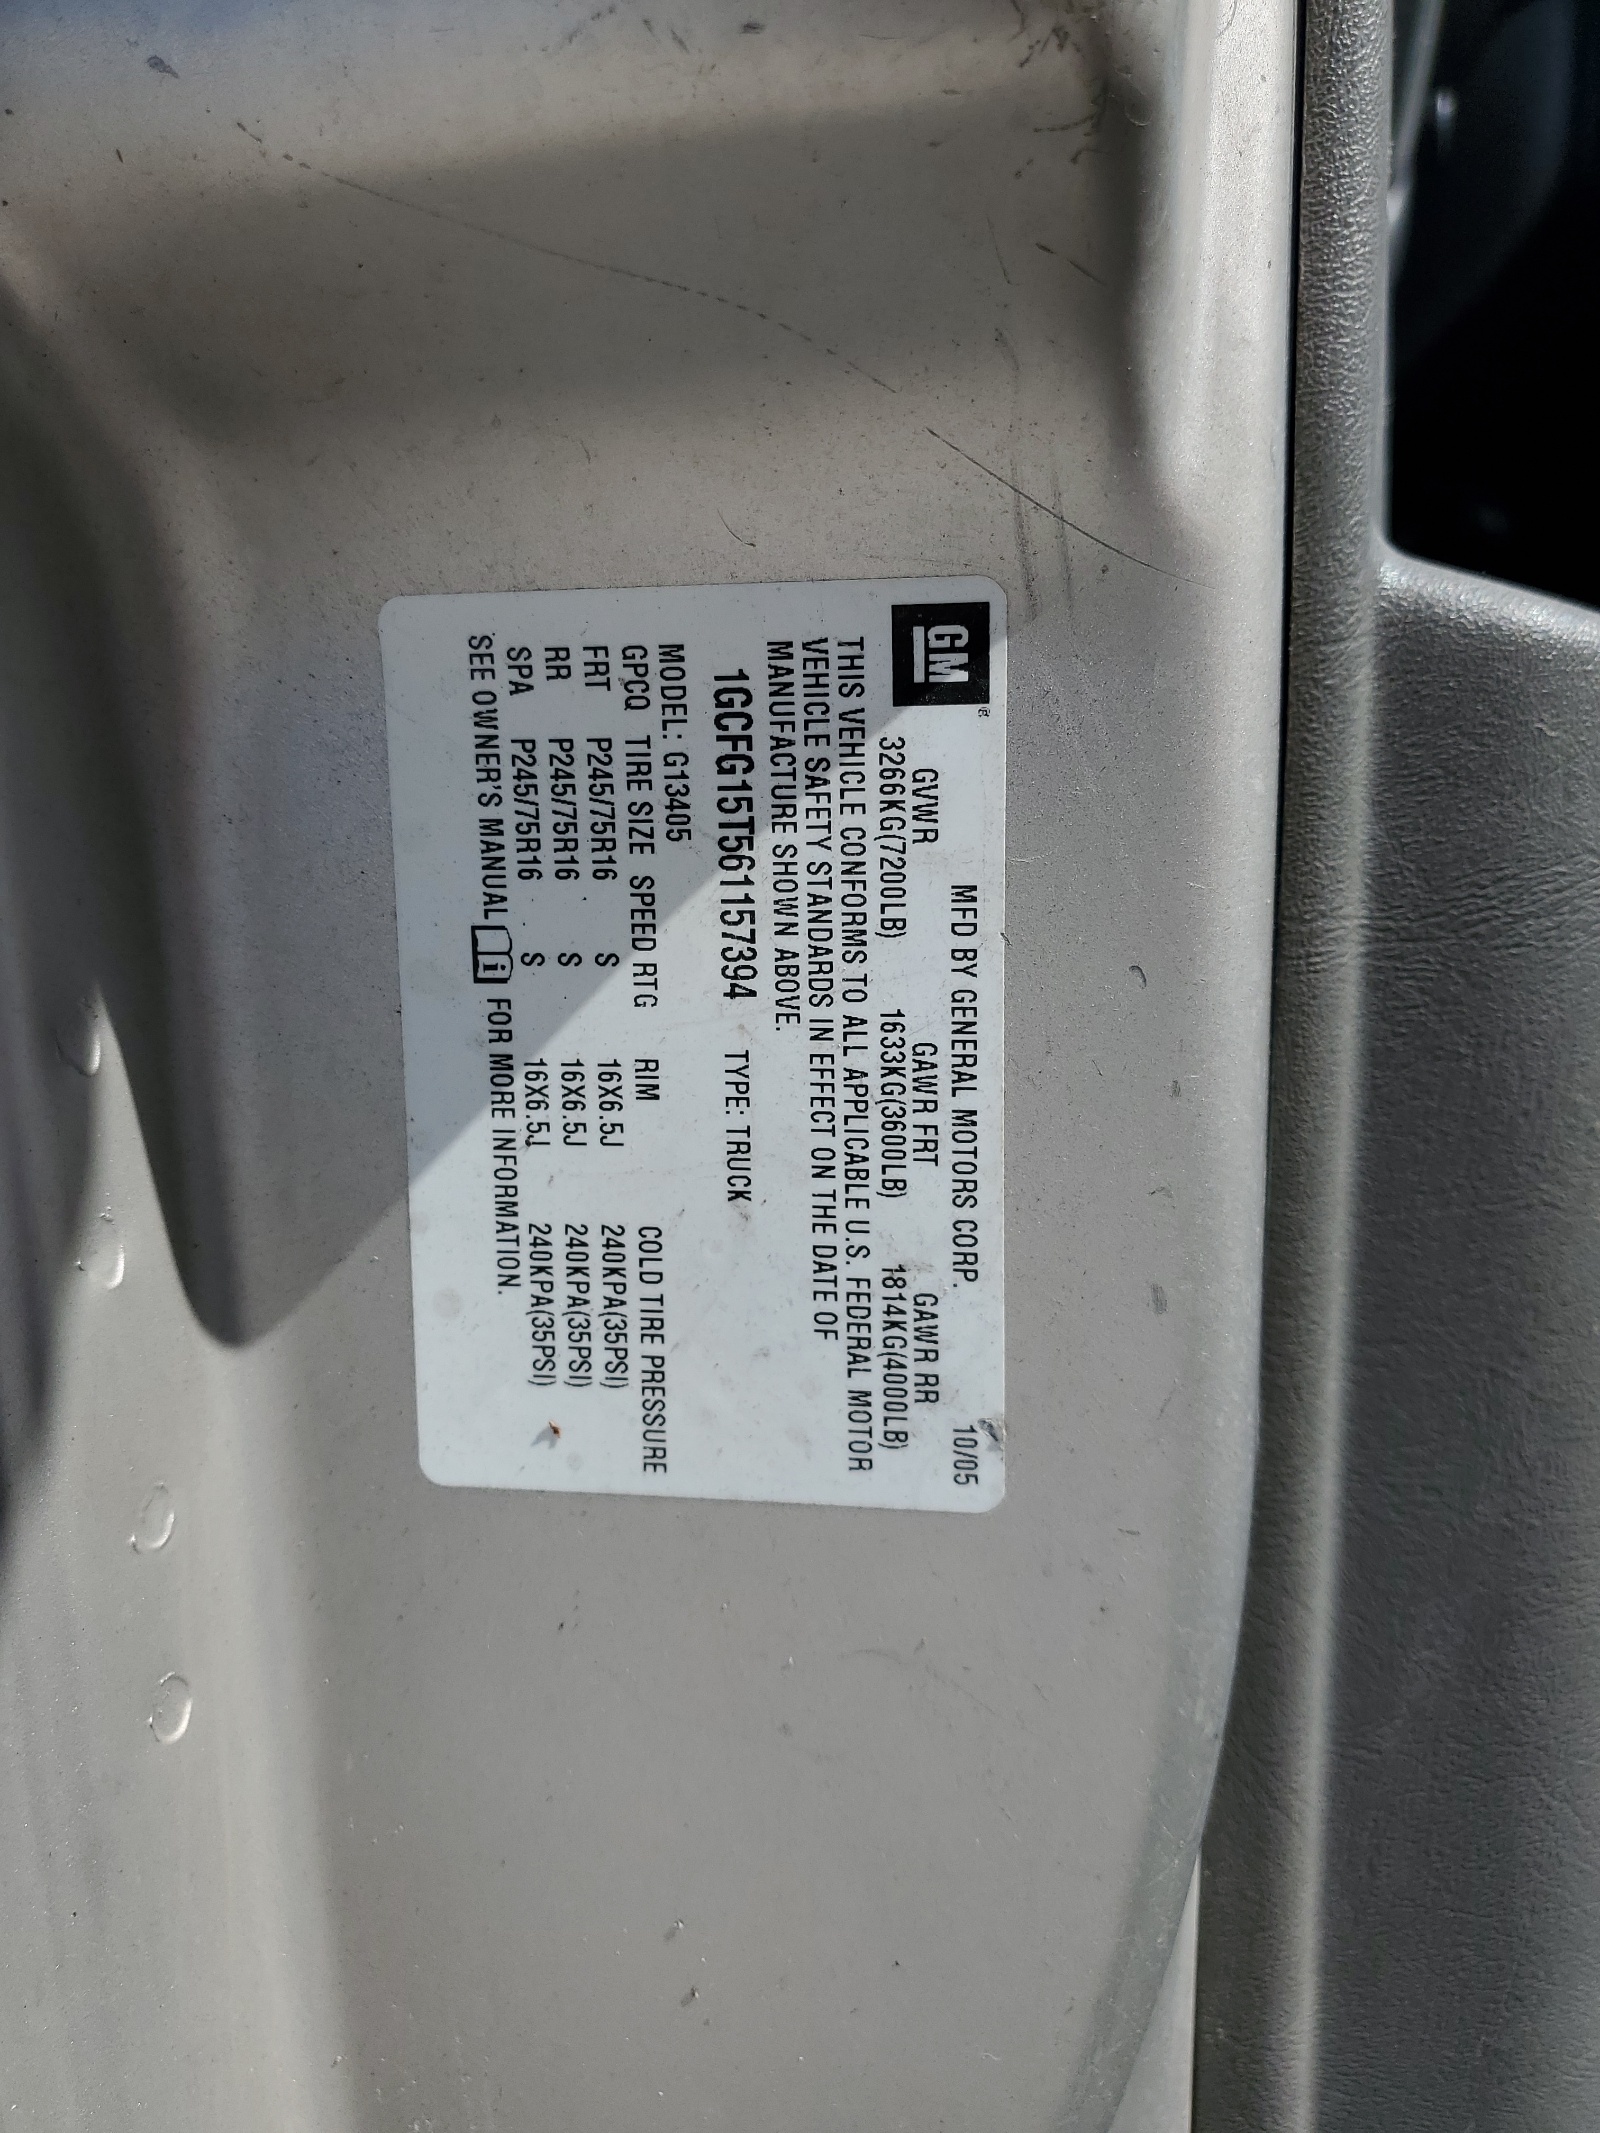 GM®
MFD BY GENERAL MOTORS CORP. 10/05
GVWR GAWR FRT GAWR RR
3266KG(7200LB) 1633KG(3600LB) 1814KG(4000LB)
THIS VEHICLE CONFORMS TO ALL APPLICABLE U.S. FEDERAL MOTOR
VEHICLE SAFETY STANDARDS IN EFFECT ON THE DATE OF
MANUFACTURE SHOWN ABOVE.
1GCFG15T561157394 TYPE: TRUCK
MODEL: G13405
GPCQ TIRE SIZE SPEED RTG RIM COLD TIRE PRESSURE
FRT P245/75R16 S 16X6.5J 240KPA(35PSI)
RR P245/75R16 S 16X6.5J 240KPA(35PSI)
SPA P245/75R16 S 16X6.5J 240KPA(35PSI)
SEE OWNER'S MANUAL i FOR MORE INFORMATION.